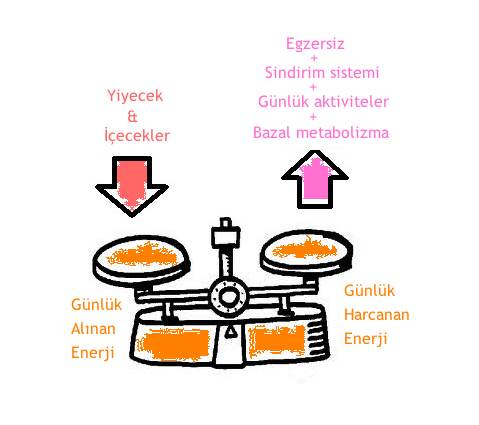 Yiyecek
&
İçecekler
Egzersiz
+
Sindirim sistemi
+
Günlük aktiviteler
+
Bazal metabolizma
Günlük
Alınan
Enerji
Günlük
Harcanan
Enerji